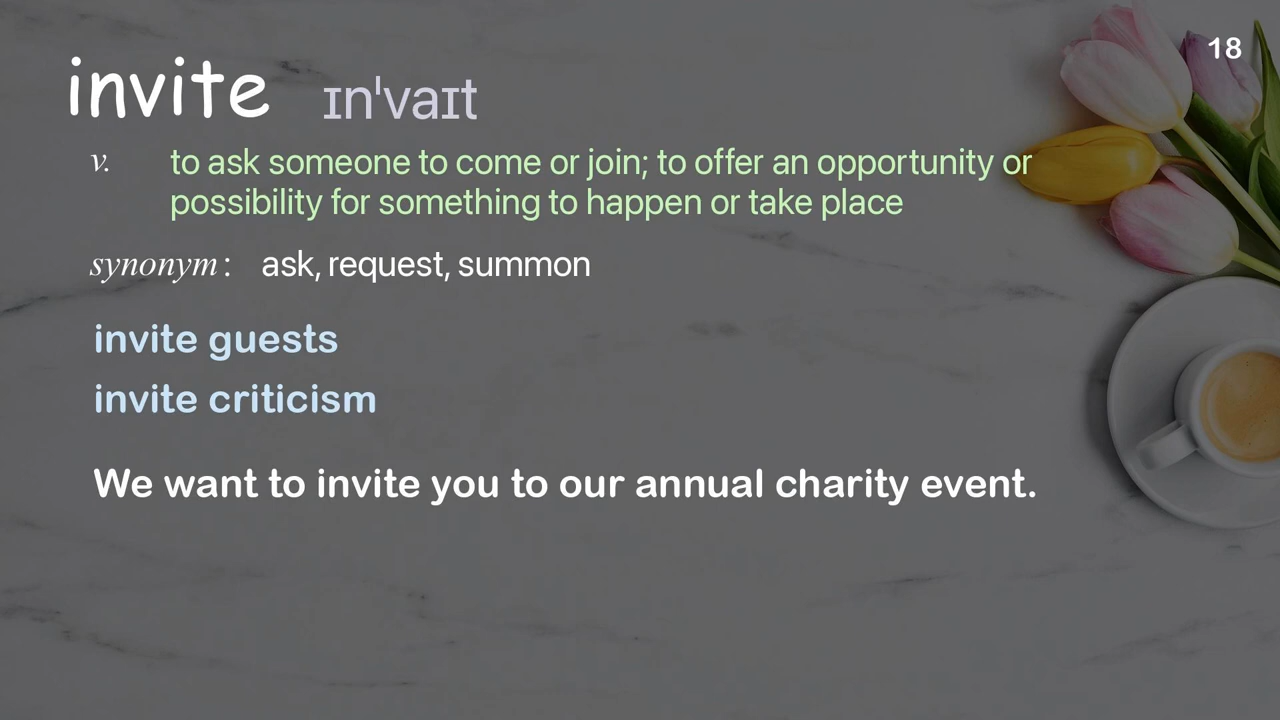 18
invite ɪnˈvaɪt
v. to ask someone to come or join; to offer an opportunity or
possibility for something to happen or take place
synonym : ask, request, summon
invite guests
invite criticism
We want to invite you to our annual charity event.